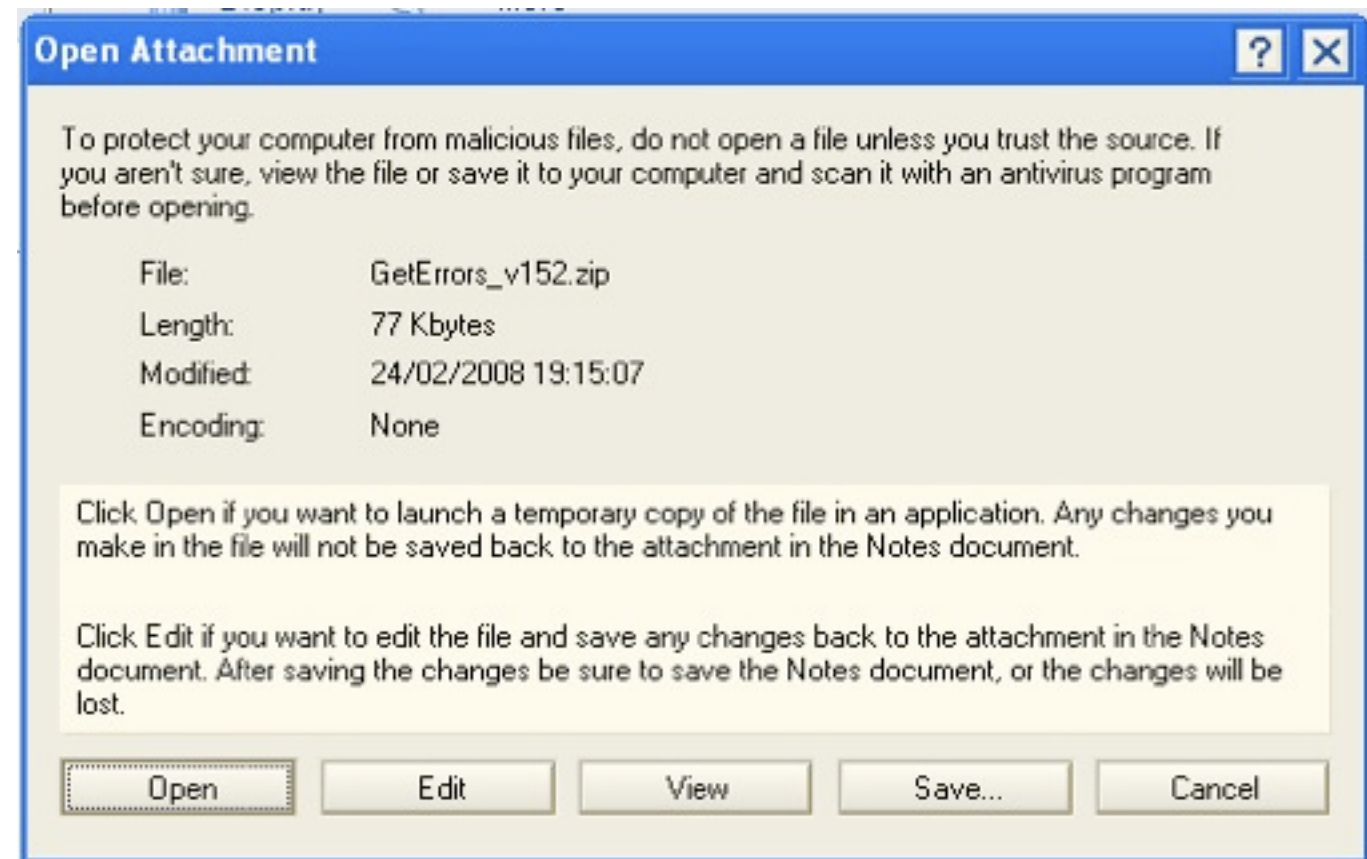 Open Attachment
To protect your computer from malicious files, do not open a file unless you trust the source. If
you aren't sure, view the file or save it to your computer and scan it with an antivirus program
before opening.
File: GetErrors_v152.zip
Length: 77 Kbytes
Modified: 24/02/2008 19:15:07
Encoding: None
Click Open if you want to launch a temporary copy of the file in an application. Any changes you
make in the file will not be saved back to the attachment in the Notes document.
Click Edit if you want to edit the file and save any changes back to the attachment in the Notes
document. After saving the changes be sure to save the Notes document, or the changes will be
lost.
Open Edit View Save... Cancel